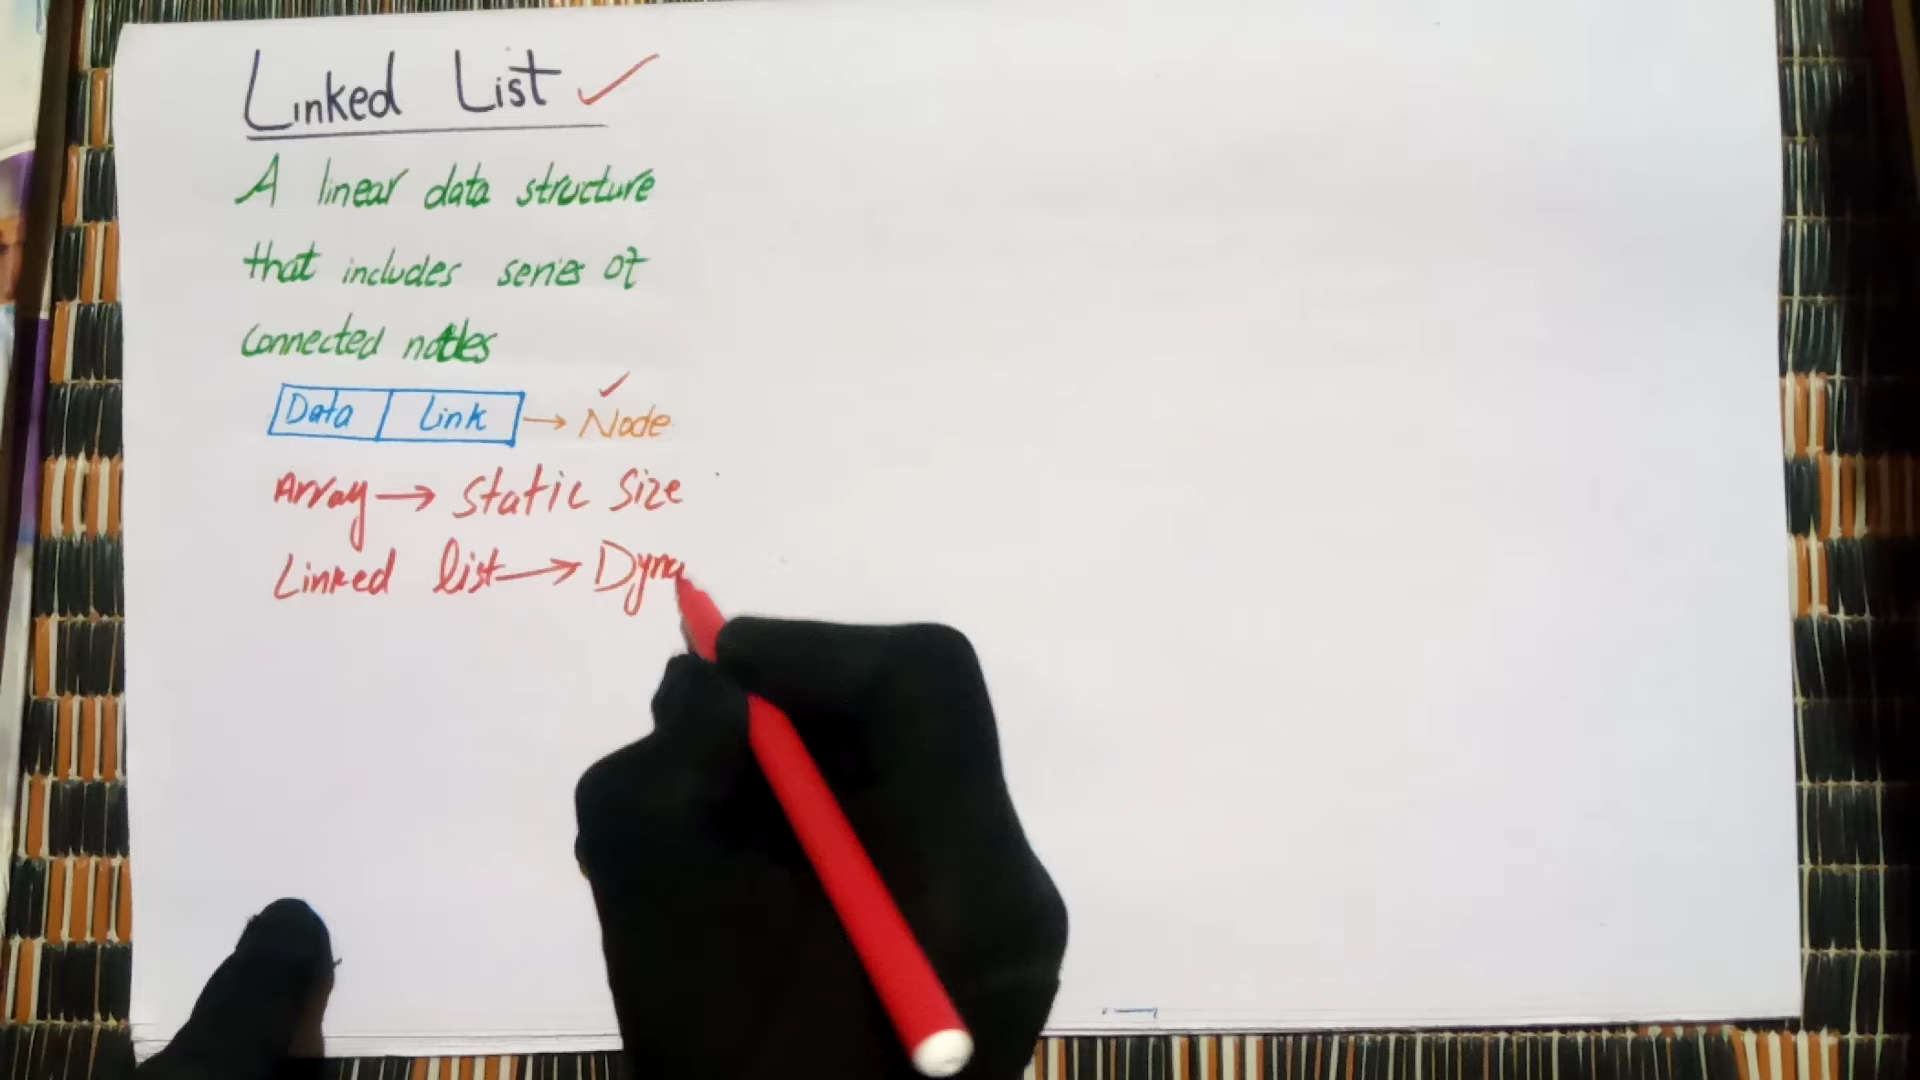 Linked List
A linear data structure
that includes series of
connected nodes
Data Link → Node
Array → Static Size
Linked list → Dyna